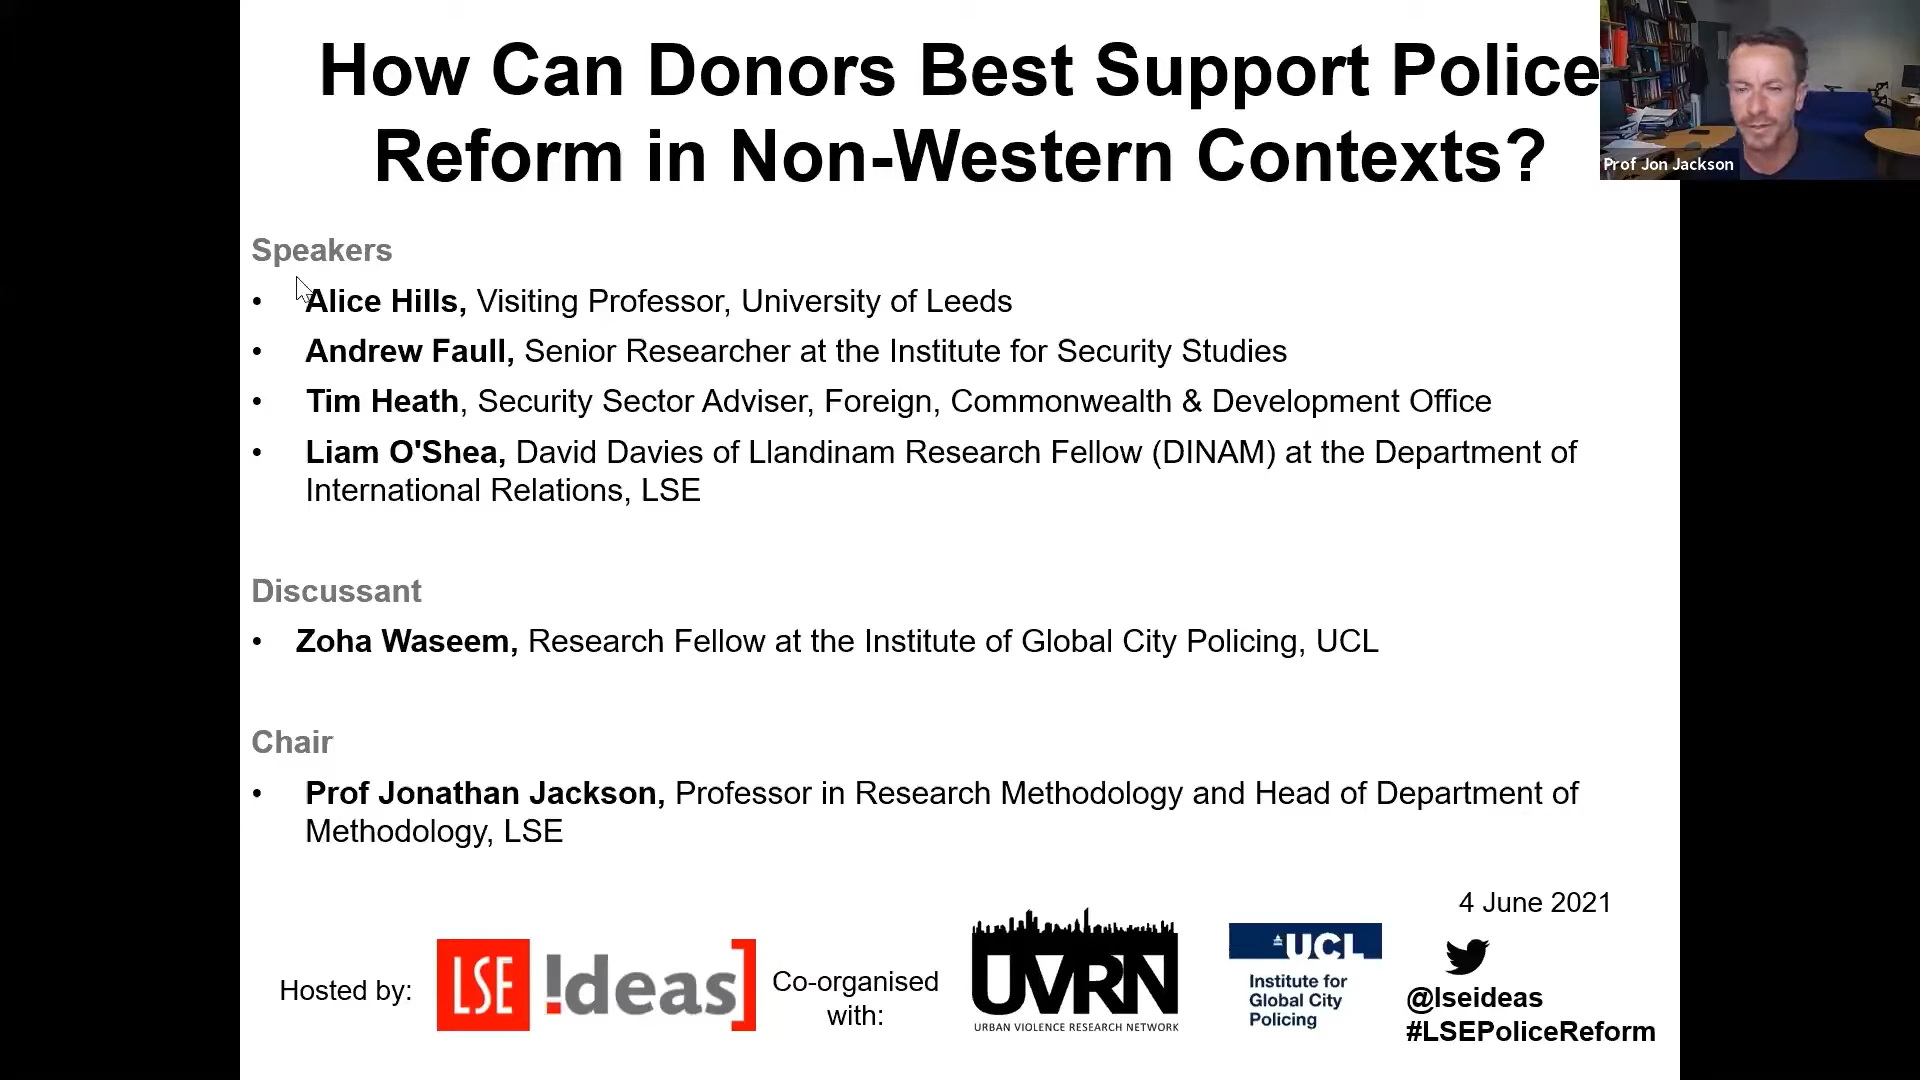 How Can Donors Best Support Police
Reform in Non-Western Contexts?
Prof Jon Jackson
Speakers
• Alice Hills, Visiting Professor, University of Leeds
• Andrew Faull, Senior Researcher at the Institute for Security Studies
• Tim Heath, Security Sector Adviser, Foreign, Commonwealth & Development Office
• Liam O'Shea, David Davies of Llandinam Research Fellow (DINAM) at the Department of
International Relations, LSE
Discussant
• Zoha Waseem, Research Fellow at the Institute of Global City Policing, UCL
Chair
• Prof Jonathan Jackson, Professor in Research Methodology and Head of Department of
Methodology, LSE
4 June 2021
Hosted by:
LSE !deas]
Co-organised
with:
UVRN
URBAN VIOLENCE RESEARCH NETWORK
UCL
Institute for
Global City
Policing
@lseideas
#LSEPoliceReform